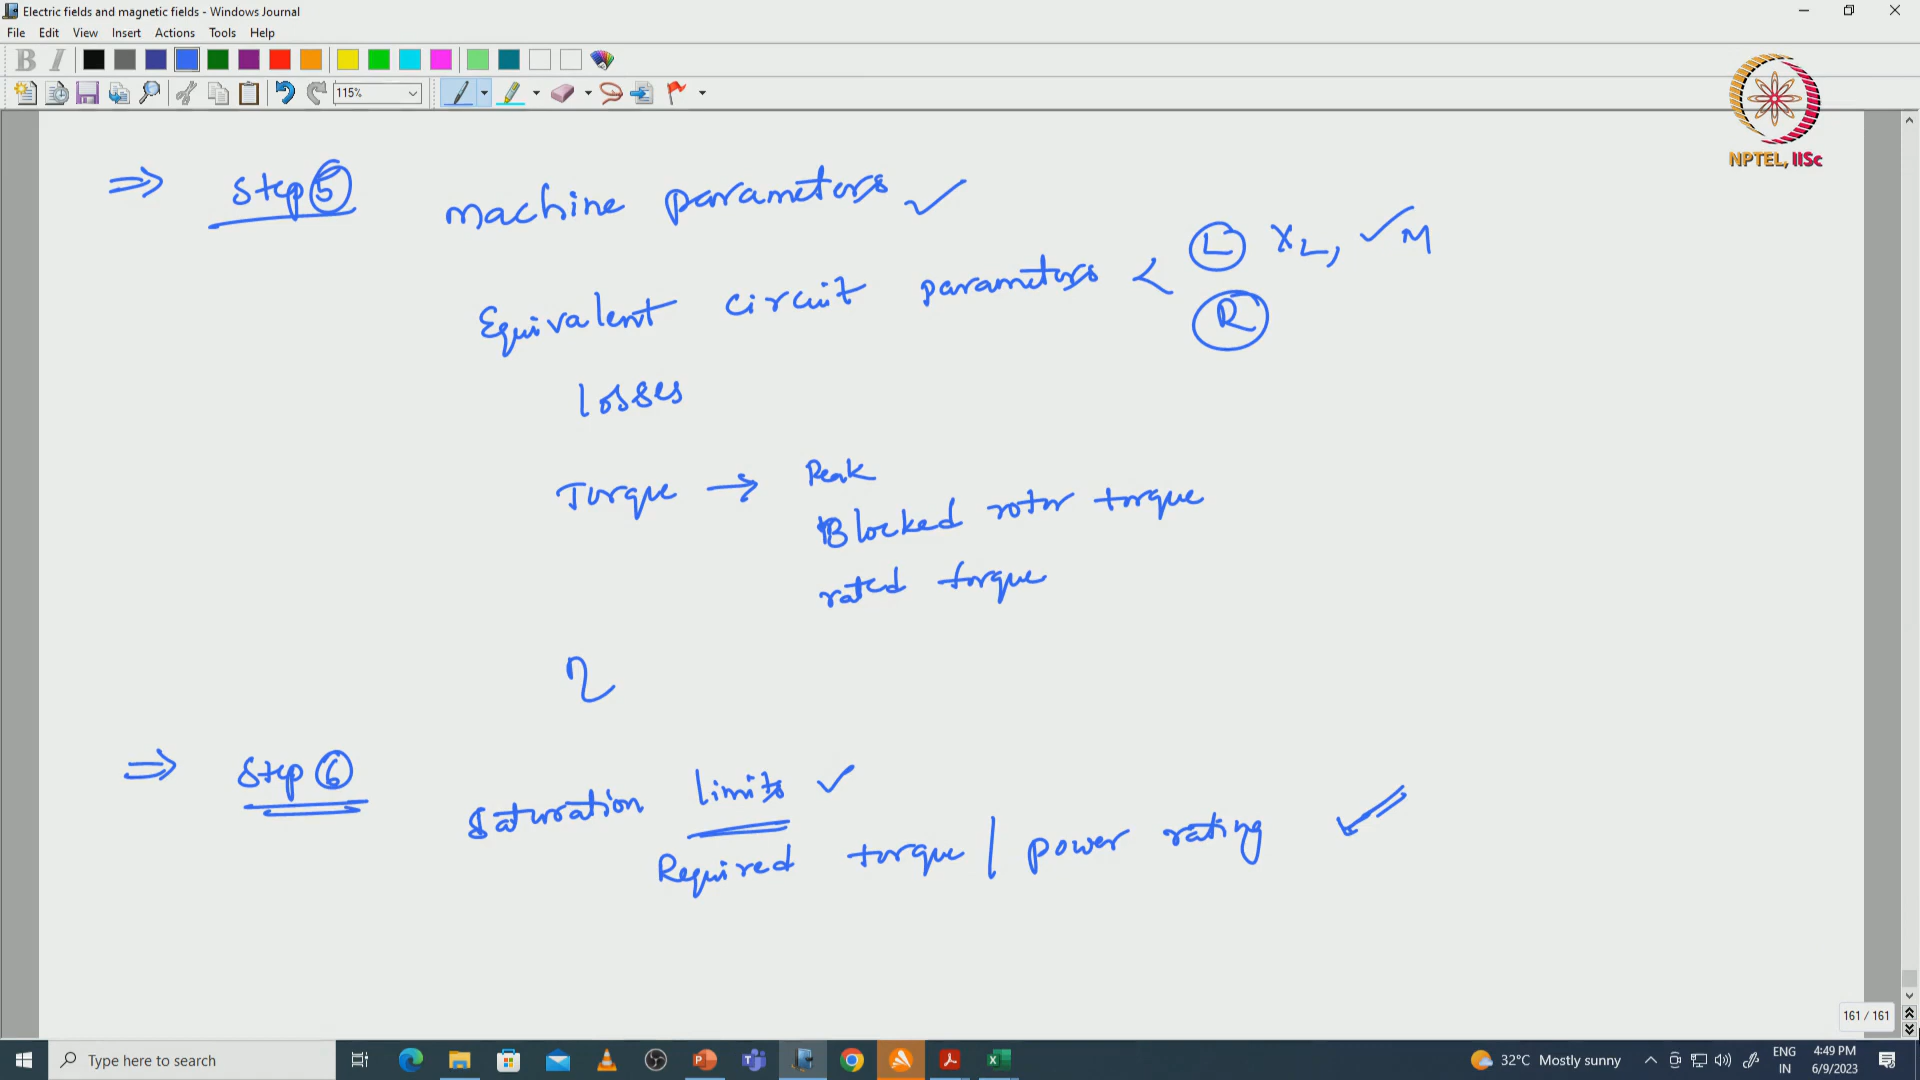 Electric fields and magnetic fields - Windows Journal
File Edit View Insert Actions Tools Help
B I
115%
NPTEL, IISc
⇒ Step 5 Machine parameters ✓
Equivalent circuit parameters < L XL, ✓M
R
losses
Torque → Peak
Blocked rotor torque
rated torque
η
⇒ Step 6 Saturation limits ✓
Required torque | power rating ✓
161 / 161
Type here to search
32°C Mostly sunny
ENG
IN
4:49 PM
6/9/2023